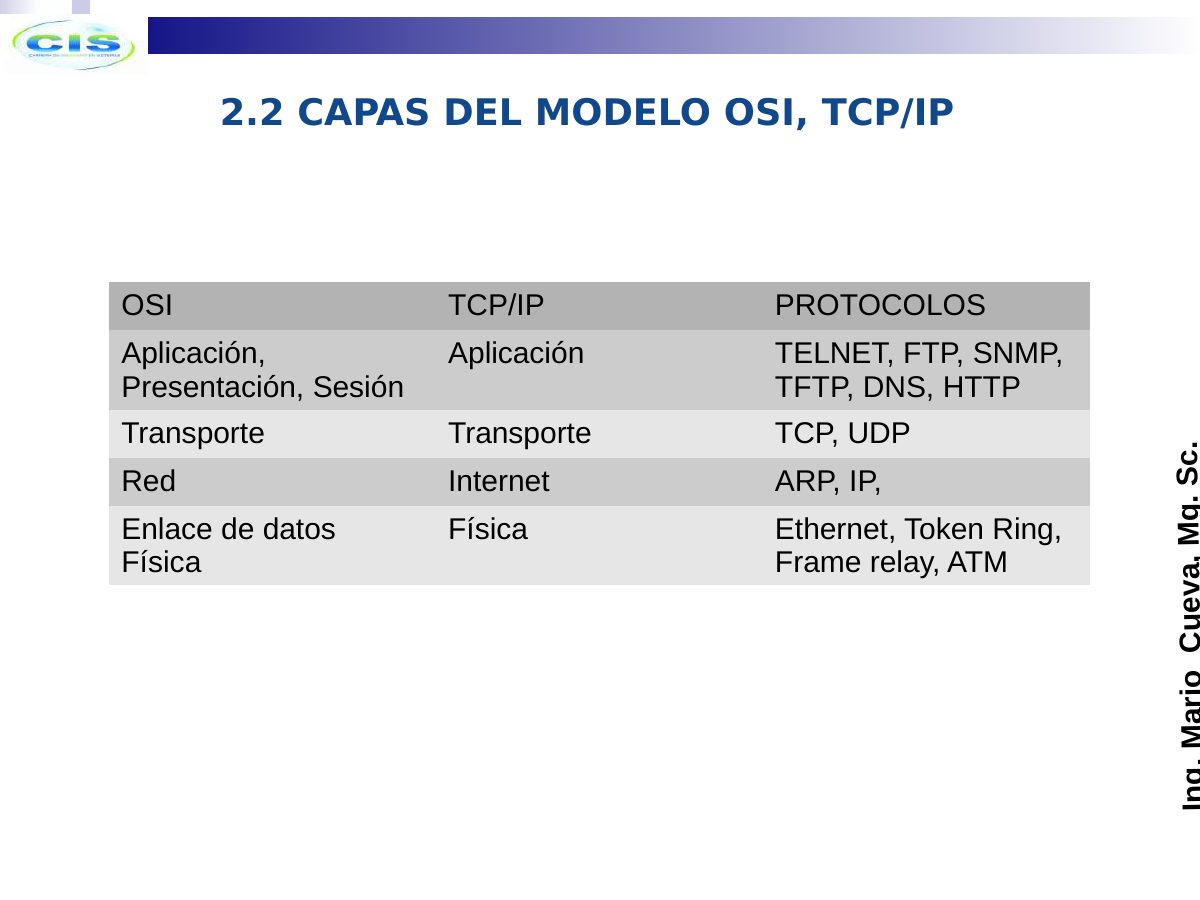 CIS
2.2 CAPAS DEL MODELO OSI, TCP/IP
OSI
TCP/IP
PROTOCOLOS
Aplicación,
Presentación, Sesión
Aplicación
TELNET, FTP, SNMP,
TFTP, DNS, HTTP
Transporte
Transporte
TCP, UDP
Red
Internet
ARP, IP,
Enlace de datos
Física
Física
Ethernet, Token Ring,
Frame relay, ATM
Ing. Mario Cueva, Mg. Sc.